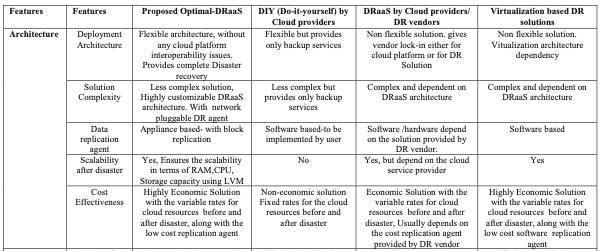 Features Features Proposed Optimal-DRaaS DIY (Do-it-yourself) by DRaaS by Cloud providers/ Virtualization based DR
Cloud providers DR vendors solutions
Architecture Deployment Flexible architecture, without Flexible but provides Non flexible solution. gives Non flexible solution.
Architecture any cloud platform only backup services vendor lock-in either for Vitualization architecture
interoperability issues. cloud platform or for DR dependency
Provides complete Disaster Solution
recovery
Solution Less complex solution, Less complex but Complex and dependent on Complex and dependent on
Complexity Highly customizable DRaaS provides only backup DRaaS architecture DRaaS architecture
architecture. With network services
pluggable DR agent
Data Appliance based- with block Software based-to be Software /hardware depend Software based
replication replication implemented by user on the solution provided by
agent DR vendor.
Scalability Yes, Ensures the scalability No Yes, but depend on the cloud Yes
after disaster in terms of RAM,CPU, service provider
Storage capacity using LVM
Cost Highly Economic Solution Non-economic solution Economic Solution with the Highly Economic Solution
Effectiveness with the variable rates for Fixed rates for the cloud variable rates for cloud with the variable rates for
cloud resources before and resources before and resources before and after cloud resources before and
after disaster, along with the after disaster disaster, Usually depends on after disaster, along with the
low cost replication agent the cost replication agent low cost software replication
provided by DR vendor agent